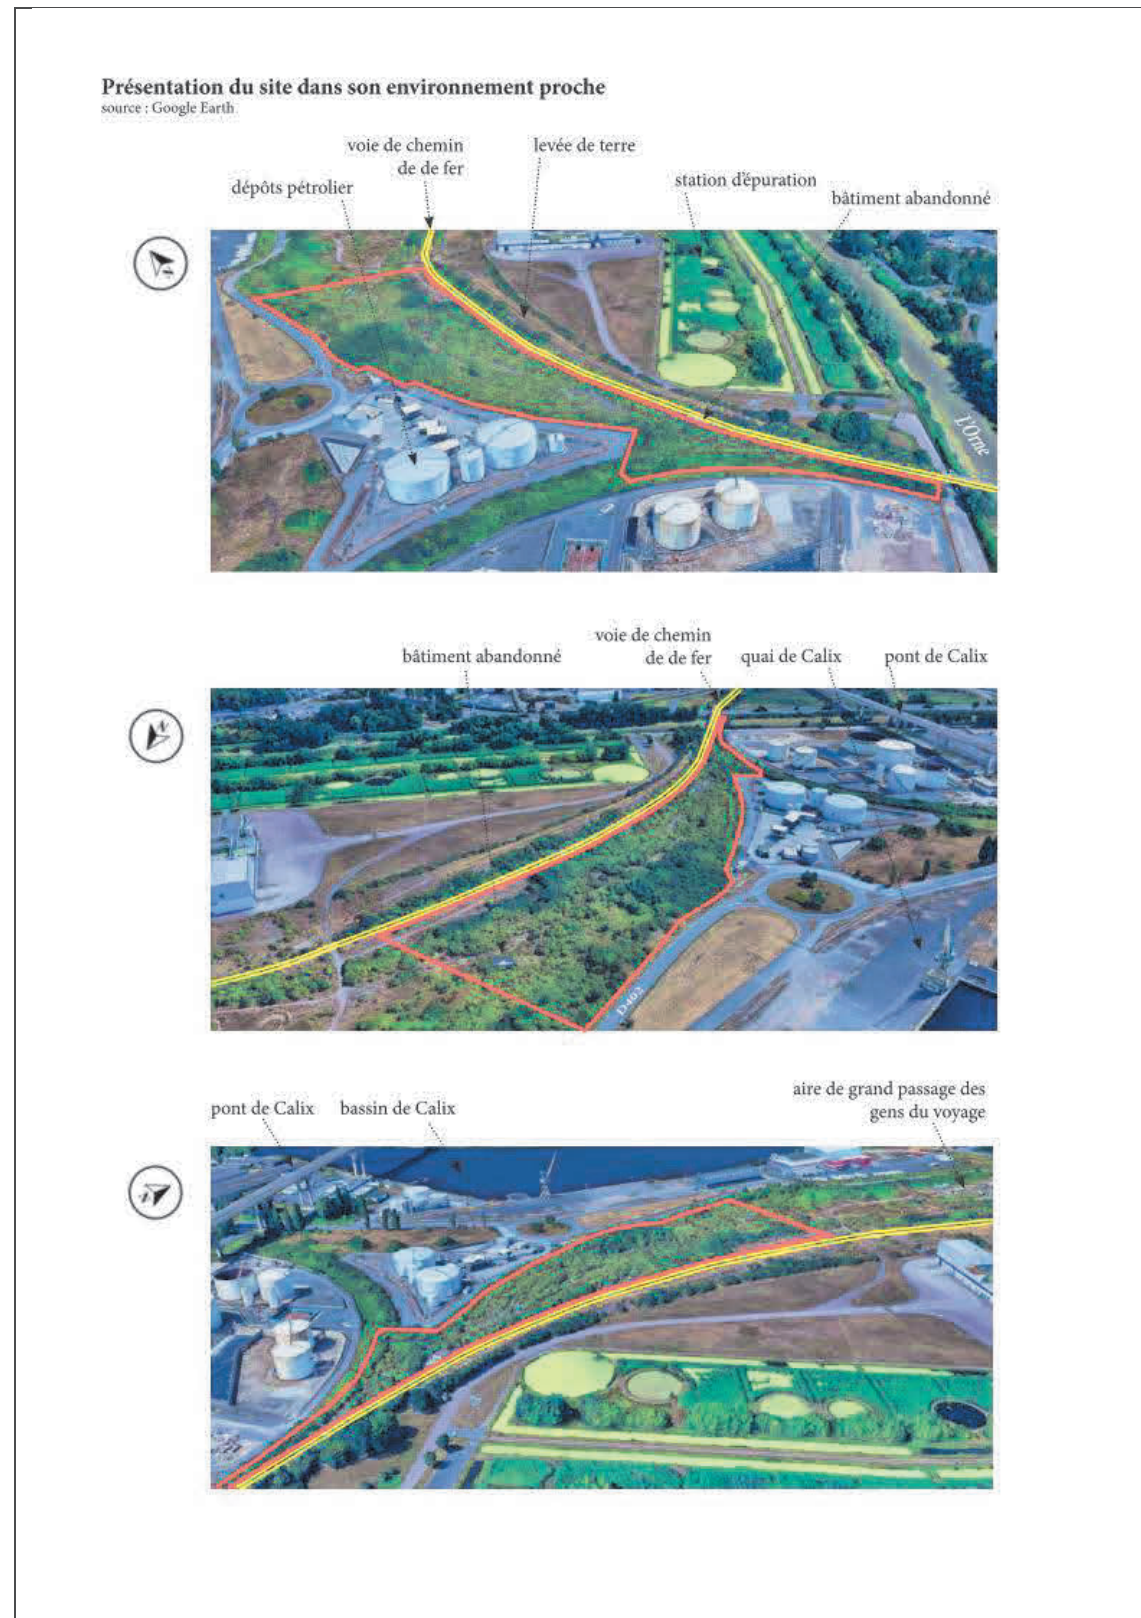 Présentation du site dans son environnement proche
source : Google Earth
voie de chemin
de de fer
levée de terre
dépôts pétrolier
station d'épuration
bâtiment abandonné
L'Orne
voie de chemin
de de fer
bâtiment abandonné
quai de Calix
pont de Calix
N
D402
aire de grand passage des
gens du voyage
pont de Calix
bassin de Calix